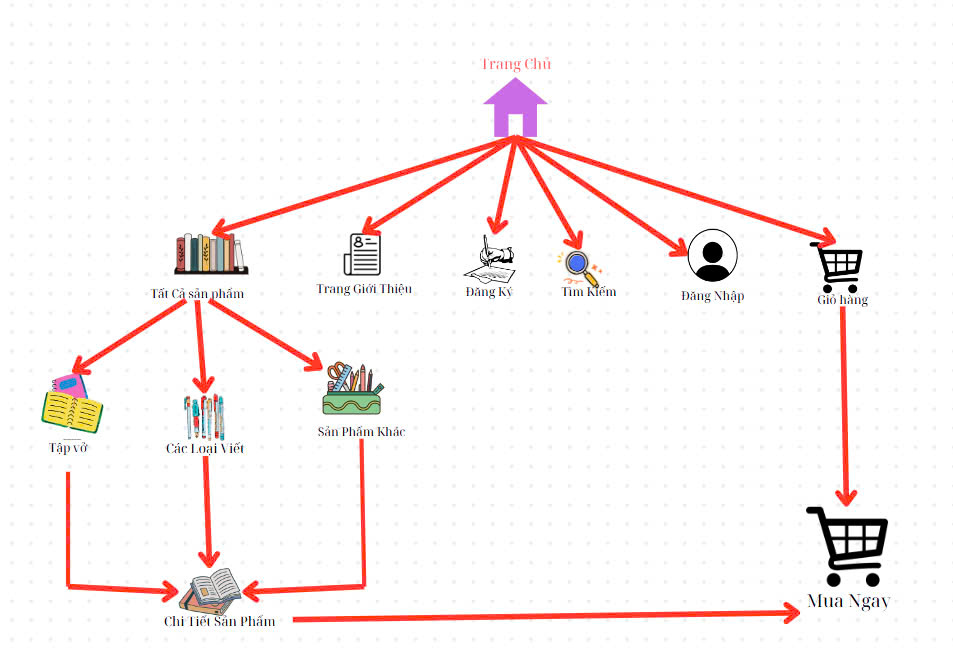 Trang Chủ
Tất Cả sản phẩm
Trang Giới Thiệu
Đăng Ký
Tìm Kiếm
Đăng Nhập
Giỏ hàng
Tập vở
Các Loại Viết
Sản Phẩm Khác
Chi Tiết Sản Phẩm
Mua Ngay